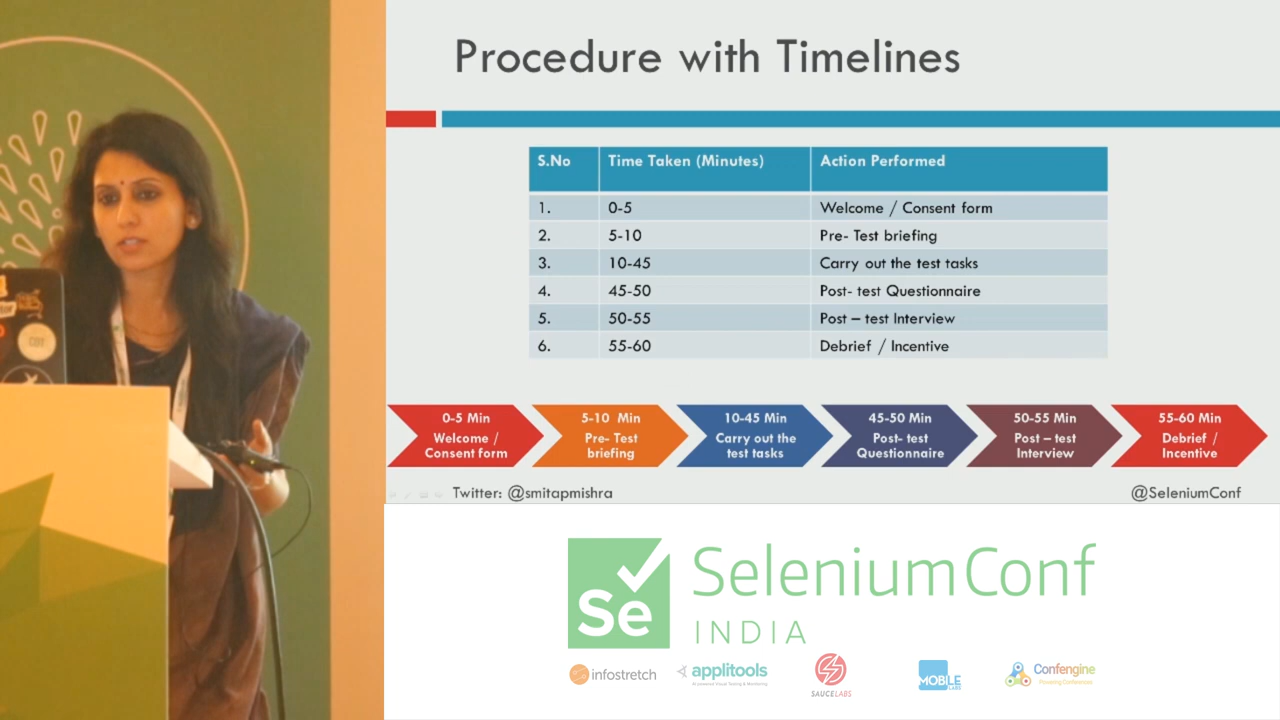 Procedure with Timelines
S.No Time Taken (Minutes) Action Performed
1. 0-5 Welcome / Consent form
2. 5-10 Pre- Test briefing
3. 10-45 Carry out the test tasks
4. 45-50 Post- test Questionnaire
5. 50-55 Post – test Interview
6. 55-60 Debrief / Incentive
0-5 Min
Welcome /
Consent form
5-10 Min
Pre- Test
briefing
10-45 Min
Carry out the
test tasks
45-50 Min
Post- test
Questionnaire
50-55 Min
Post – test
Interview
55-60 Min
Debrief /
Incentive
Twitter: @smitapmishra
@SeleniumConf
Se
SeleniumConf
INDIA
infostretch
applitools
SAUCELABS
MOBILE
LABS
Confengine
CBT